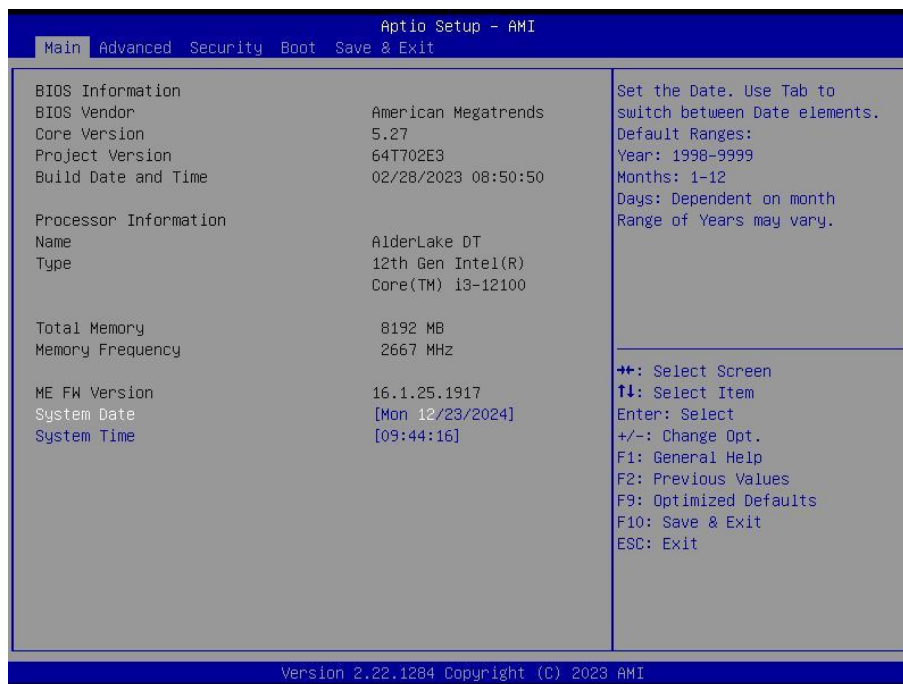 Aptio Setup – AMI
Main Advanced Security Boot Save & Exit
BIOS Information
BIOS Vendor American Megatrends
Core Version 5.27
Project Version 64T702E3
Build Date and Time 02/28/2023 08:50:50
Processor Information
Name AlderLake DT
Type 12th Gen Intel(R)
Core(TM) i3-12100
Total Memory 8192 MB
Memory Frequency 2667 MHz
ME FW Version 16.1.25.1917
System Date [Mon 12/23/2024]
System Time [09:44:16]
Set the Date. Use Tab to
switch between Date elements.
Default Ranges:
Year: 1998-9999
Months: 1-12
Days: Dependent on month
Range of Years may vary.
→←: Select Screen
↑↓: Select Item
Enter: Select
+/-: Change Opt.
F1: General Help
F2: Previous Values
F9: Optimized Defaults
F10: Save & Exit
ESC: Exit
Version 2.22.1284 Copyright (C) 2023 AMI